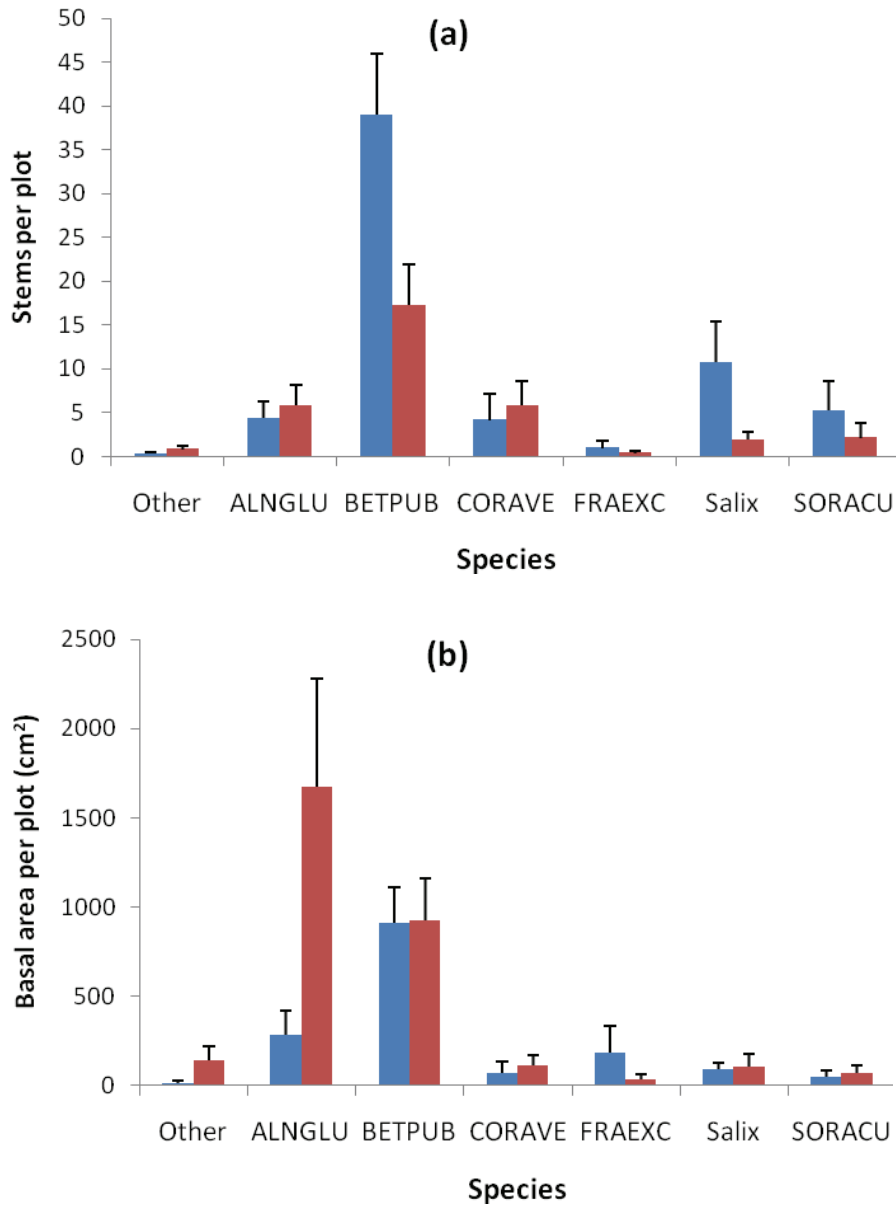 (a)
50
45
40
35
30
25
20
15
10
5
0
Stems per plot
Other ALNGLU BETPUB CORAVE FRAEXC Salix SORACU
Species
(b)
2500
2000
1500
1000
500
0
Basal area per plot (cm²)
Other ALNGLU BETPUB CORAVE FRAEXC Salix SORACU
Species